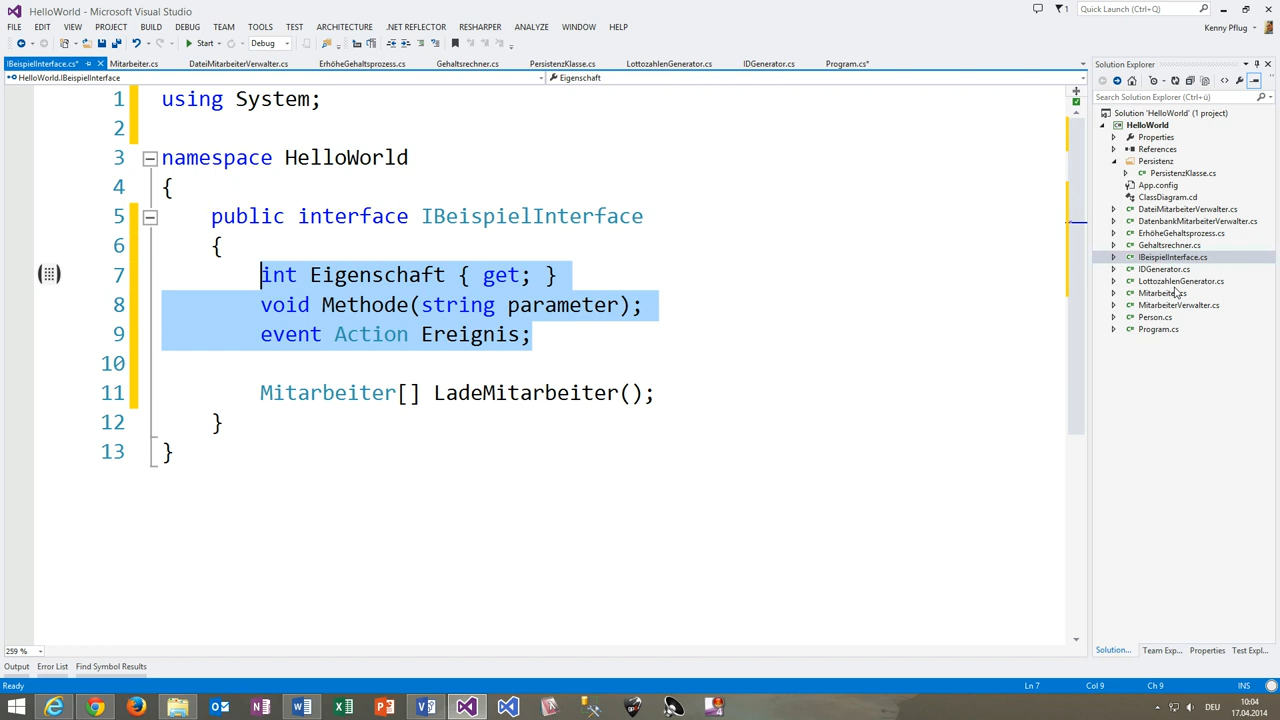 HelloWorld - Microsoft Visual Studio
1
Quick Launch (Ctrl+Q)
FILE EDIT VIEW PROJECT BUILD DEBUG TEAM TOOLS TEST ARCHITECTURE .NET REFLECTOR RESHARPER ANALYZE WINDOW HELP
Kenny Pflug
Start
Debug
IBeispielInterface.cs* Mitarbeiter.cs DateiMitarbeiterVerwalter.cs ErhöheGehaltsprozess.cs Gehaltsrechner.cs PersistenzKlasse.cs LottozahlenGenerator.cs IDGenerator.cs Program.cs*
HelloWorld.IBeispielInterface
Eigenschaft
1 using System;
2
3 namespace HelloWorld
4 {
5 public interface IBeispielInterface
6 {
7 int Eigenschaft { get; }
8 void Methode(string parameter);
9 event Action Ereignis;
10
11 Mitarbeiter[] LadeMitarbeiter();
12 }
13 }
259 %
Solution Explorer
Search Solution Explorer (Ctrl+ü)
Solution 'HelloWorld' (1 project)
HelloWorld
Properties
References
Persistenz
PersistenzKlasse.cs
App.config
ClassDiagram.cd
DateiMitarbeiterVerwalter.cs
DatenbankMitarbeiterVerwalter.cs
ErhöheGehaltsprozess.cs
Gehaltsrechner.cs
IBeispielInterface.cs
IDGenerator.cs
LottozahlenGenerator.cs
MitarbeiterVerwalter.cs
Person.cs
Program.cs
Solution... Team Exp... Properties Test Expl...
Output Error List Find Symbol Results
Ready
Ln 7 Col 9 Ch 9 INS
DEU
10:04
17.04.2014